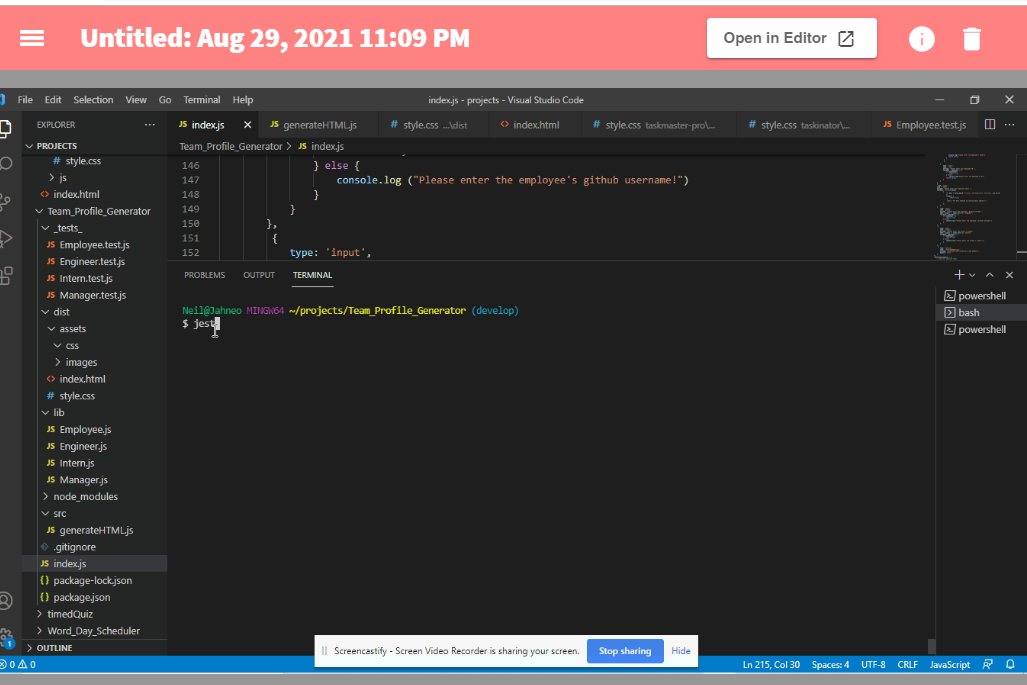 Untitled: Aug 29, 2021 11:09 PM
Open in Editor
File Edit Selection View Go Terminal Help
index.js - projects - Visual Studio Code
EXPLORER
JS index.js
JS generateHTML.js
# style.css ...\dist
<> index.html
# style.css taskmaster-pro\...
# style.css taskinator\...
JS Employee.test.js
PROJECTS
# style.css
js
<> index.html
Team_Profile_Generator
_tests_
JS Employee.test.js
JS Engineer.test.js
JS Intern.test.js
JS Manager.test.js
dist
assets
css
images
<> index.html
# style.css
lib
JS Employee.js
JS Engineer.js
JS Intern.js
JS Manager.js
node_modules
src
JS generateHTML.js
.gitignore
JS index.js
{} package-lock.json
{} package.json
timedQuiz
Word_Day_Scheduler
OUTLINE
Team_Profile_Generator > JS index.js
146 } else {
147 console.log ("Please enter the employee's github username!")
148 }
149 }
150 },
151 {
152 type: 'input',
PROBLEMS OUTPUT TERMINAL
Neil@Jahneo MINGW64 ~/projects/Team_Profile_Generator (develop)
$ jest
powershell
bash
powershell
Screencastify - Screen Video Recorder is sharing your screen.
Stop sharing
Hide
1
0 0
Ln 215, Col 30 Spaces: 4 UTF-8 CRLF JavaScript